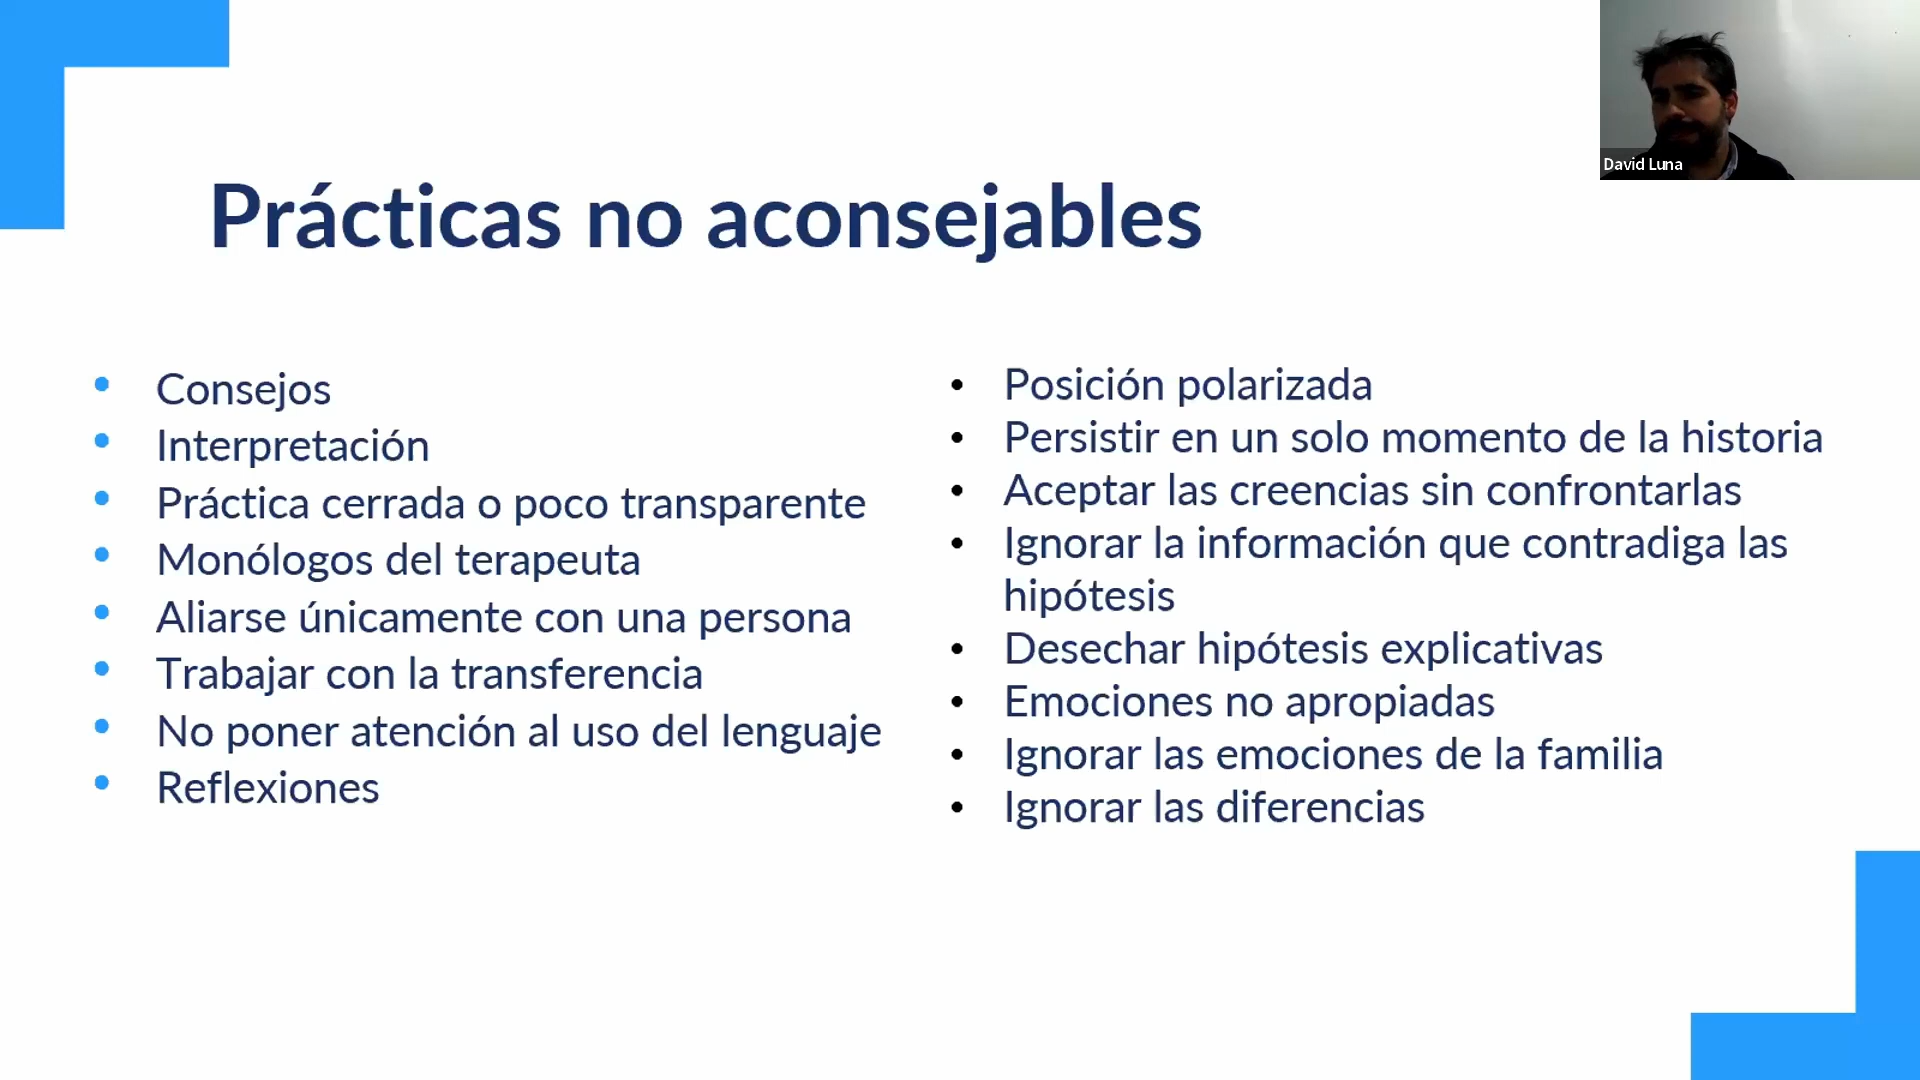 David Luna
Prácticas no aconsejables
Consejos
Interpretación
Práctica cerrada o poco transparente
Monólogos del terapeuta
Aliarse únicamente con una persona
Trabajar con la transferencia
No poner atención al uso del lenguaje
Reflexiones
Posición polarizada
Persistir en un solo momento de la historia
Aceptar las creencias sin confrontarlas
Ignorar la información que contradiga las
hipótesis
Desechar hipótesis explicativas
Emociones no apropiadas
Ignorar las emociones de la familia
Ignorar las diferencias